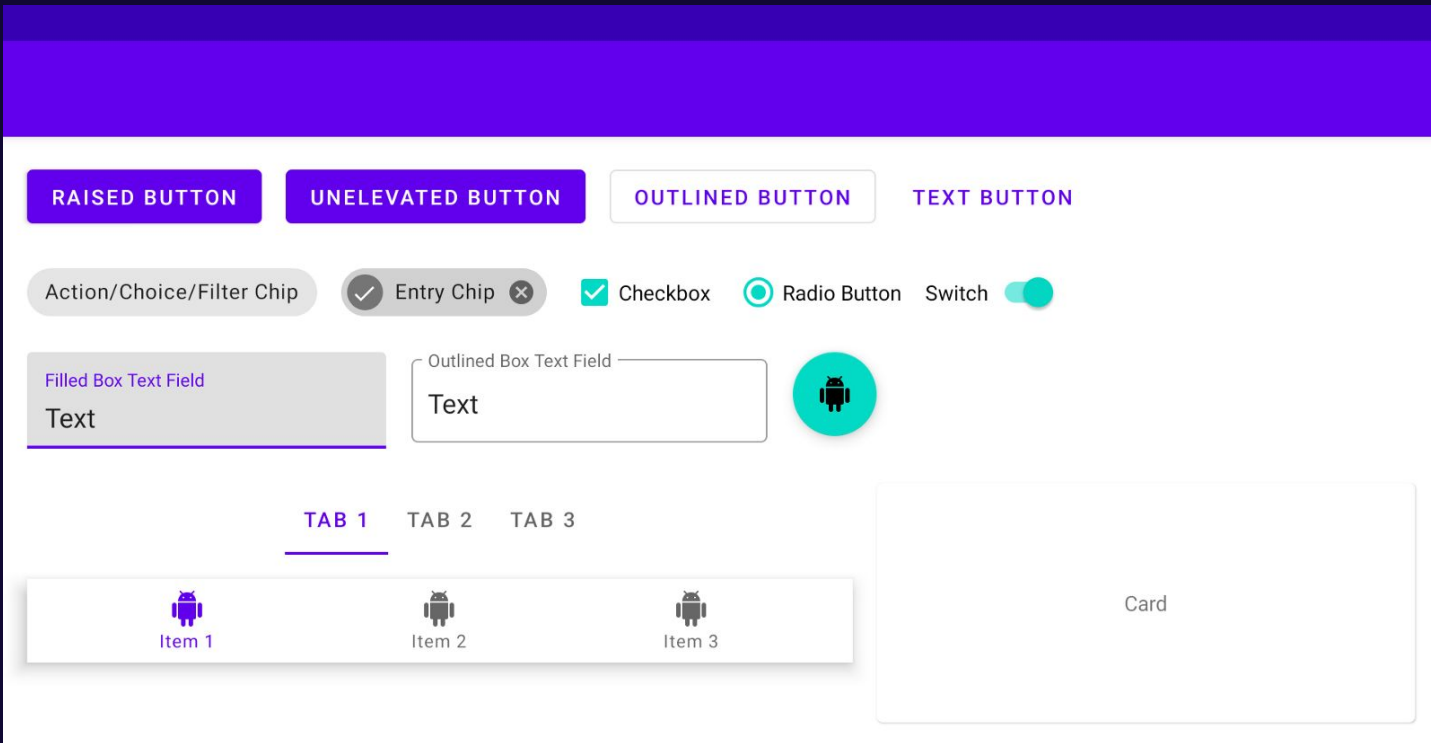 RAISED BUTTON
UNELEVATED BUTTON
OUTLINED BUTTON
TEXT BUTTON
Action/Choice/Filter Chip
Entry Chip
Checkbox
Radio Button
Switch
Filled Box Text Field
Text
Outlined Box Text Field
Text
TAB 1
TAB 2
TAB 3
Item 1
Item 2
Item 3
Card